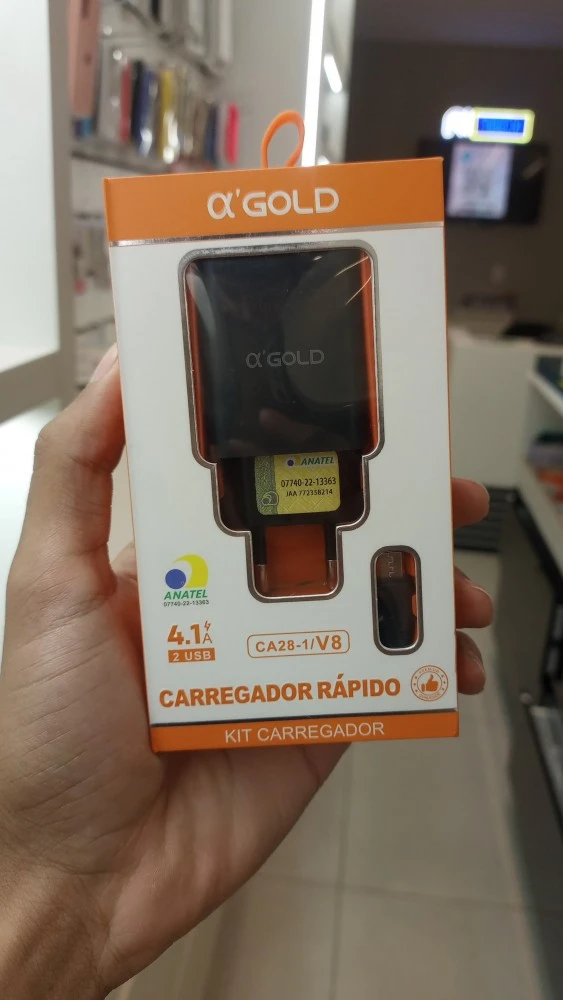 α'GOLD
α'GOLD
ANATEL
07740-22-13363
IAA 77235B214
ANATEL
07740-22-13363
4.1A
2 USB
CA28-1/V8
CARREGADOR RÁPIDO
KIT CARREGADOR